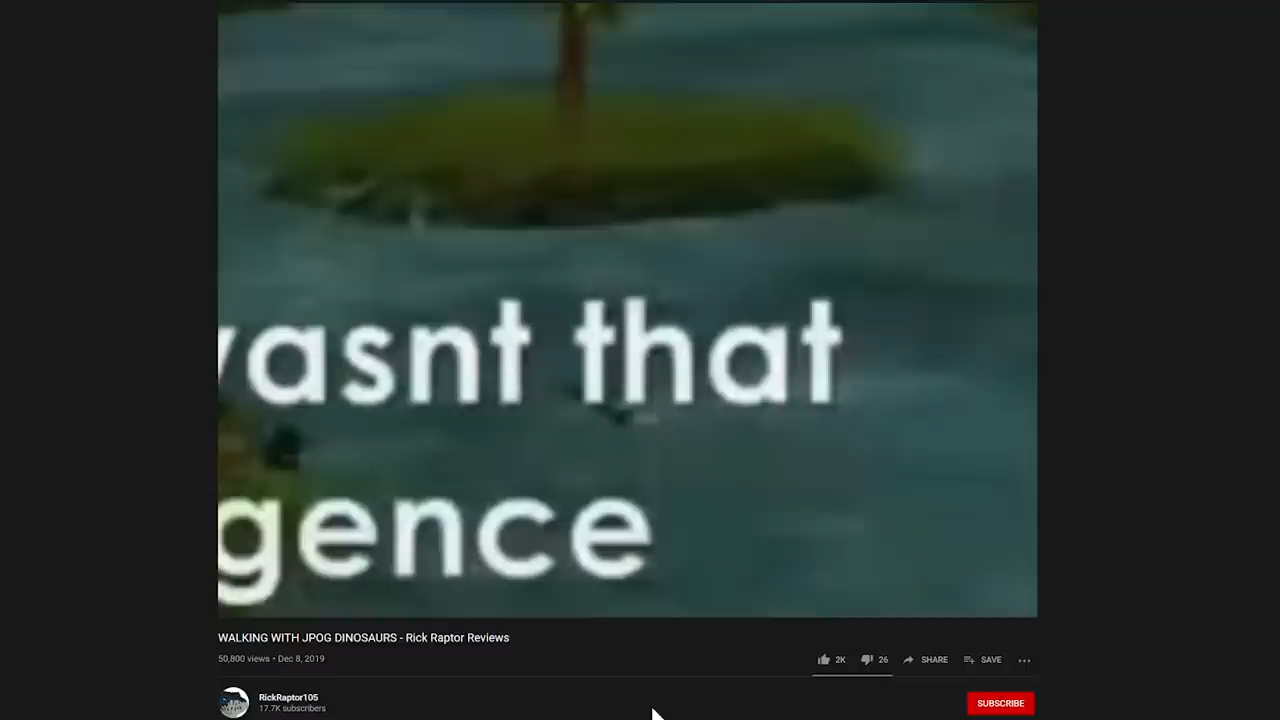 wasnt that
gence
WALKING WITH JPOG DINOSAURS - Rick Raptor Reviews
50,800 views • Dec 8, 2019
2K 26 SHARE SAVE
RickRaptor105
17.7K subscribers
SUBSCRIBE